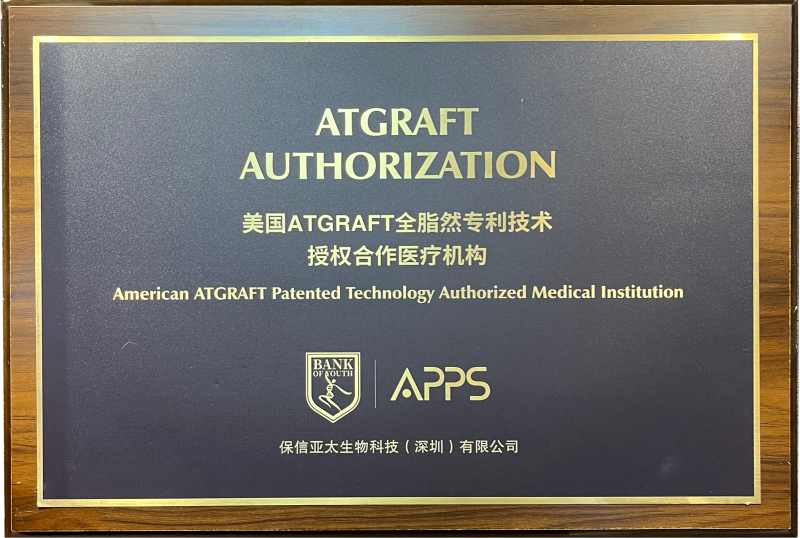 ATGRAFT
AUTHORIZATION
美国ATGRAFT全脂然专利技术
授权合作医疗机构
American ATGRAFT Patented Technology Authorized Medical Institution
BANK
OF YOUTH
APPS
保信亚太生物科技（深圳）有限公司